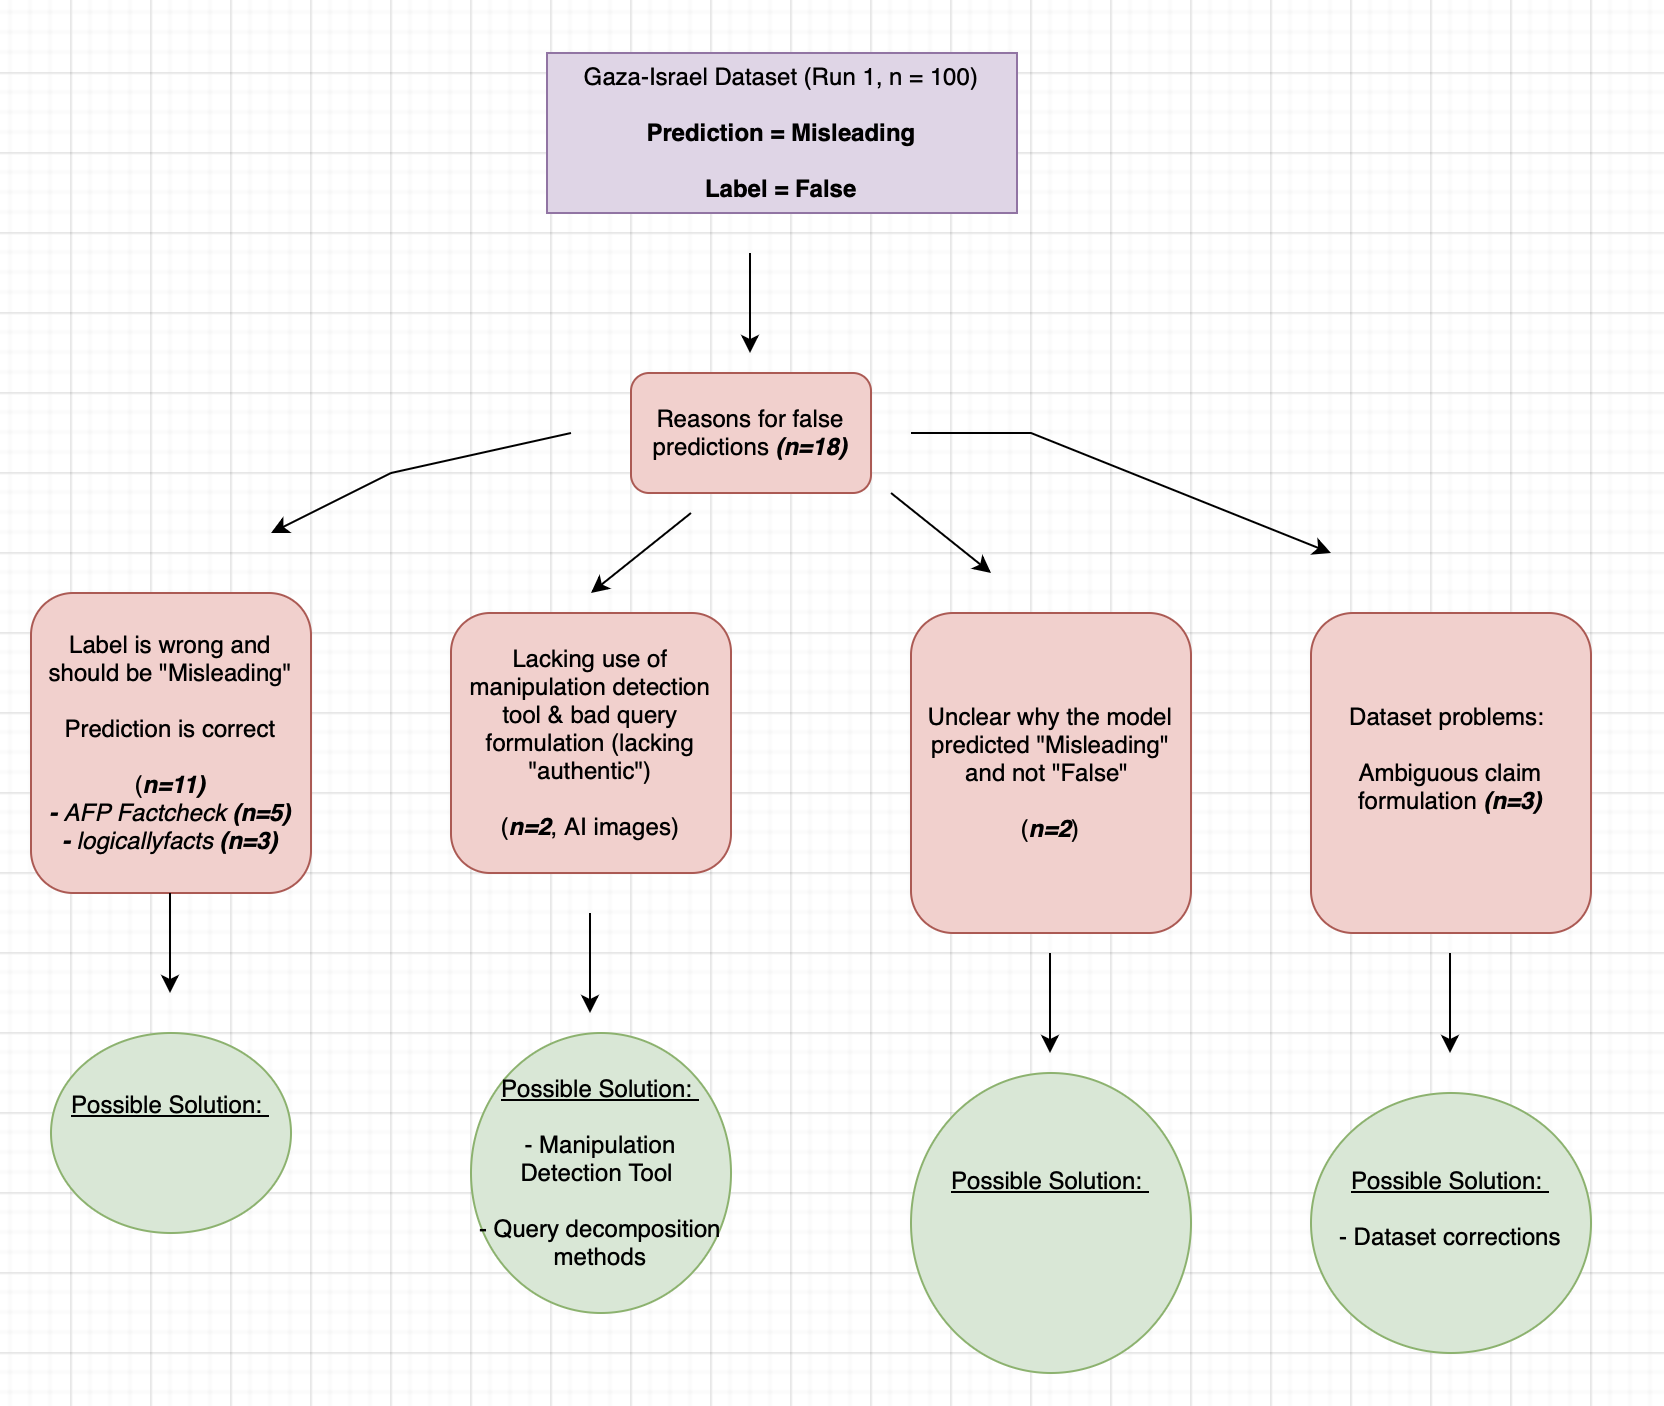 Gaza-Israel Dataset (Run 1, n = 100)
Prediction = Misleading
Label = False
Reasons for false
predictions (n=18)
Label is wrong and
should be "Misleading"
Prediction is correct
(n=11)
- AFP Factcheck (n=5)
- logicallyfacts (n=3)
Lacking use of
manipulation detection
tool & bad query
formulation (lacking
"authentic")
(n=2, AI images)
Unclear why the model
predicted "Misleading"
and not "False"
(n=2)
Dataset problems:
Ambiguous claim
formulation (n=3)
Possible Solution:
Possible Solution:
- Manipulation
Detection Tool
- Query decomposition
methods
Possible Solution:
Possible Solution:
- Dataset corrections